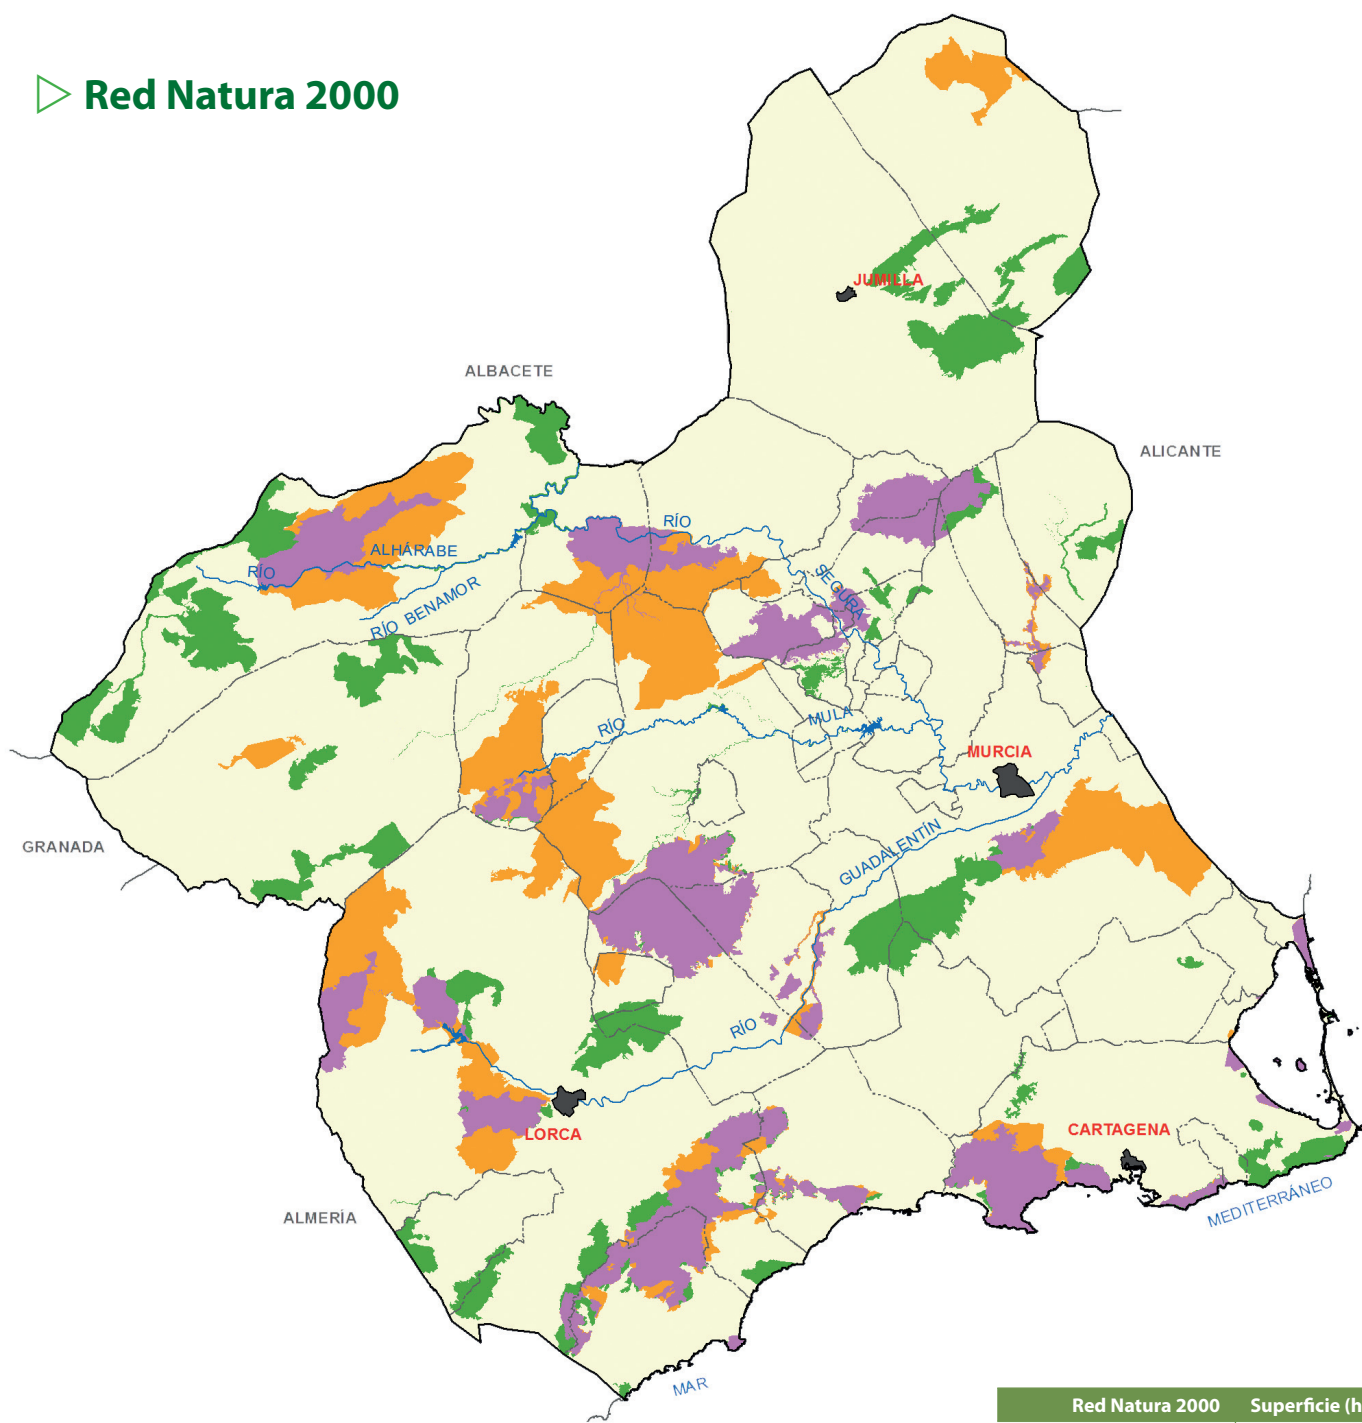 Red Natura 2000
JUMILLA
ALBACETE
ALICANTE
RÍO
ALHÁRABE
RÍO
SEGURA
RÍO BENAMOR
RÍO
MULA
MURCIA
GRANADA
GUADALENTÍN
RÍO
LORCA
CARTAGENA
ALMERÍA
MEDITERRÁNEO
MAR
Red Natura 2000 Superficie (h